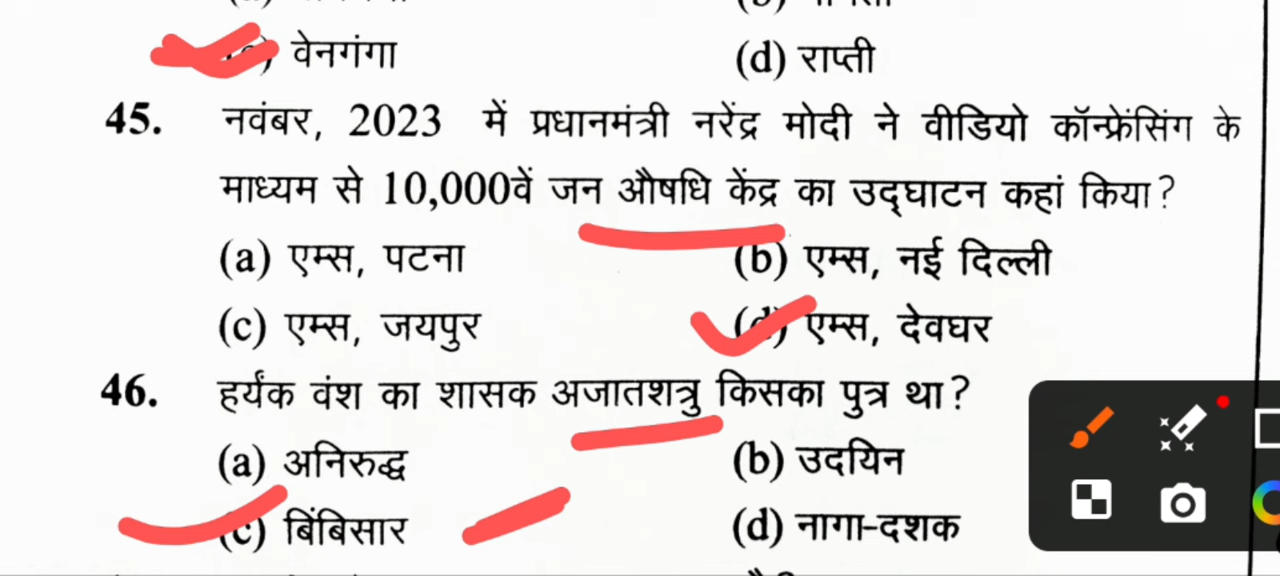 (c) वेनगंगा (d) राप्ती
45. नवंबर, 2023 में प्रधानमंत्री नरेंद्र मोदी ने वीडियो कॉन्फ्रेंसिंग के
माध्यम से 10,000वें जन औषधि केंद्र का उद्घाटन कहां किया?
(a) एम्स, पटना (b) एम्स, नई दिल्ली
(c) एम्स, जयपुर (d) एम्स, देवघर
46. हर्यंक वंश का शासक अजातशत्रु किसका पुत्र था?
(a) अनिरुद्ध (b) उदयिन
(c) बिंबिसार (d) नागा-दशक